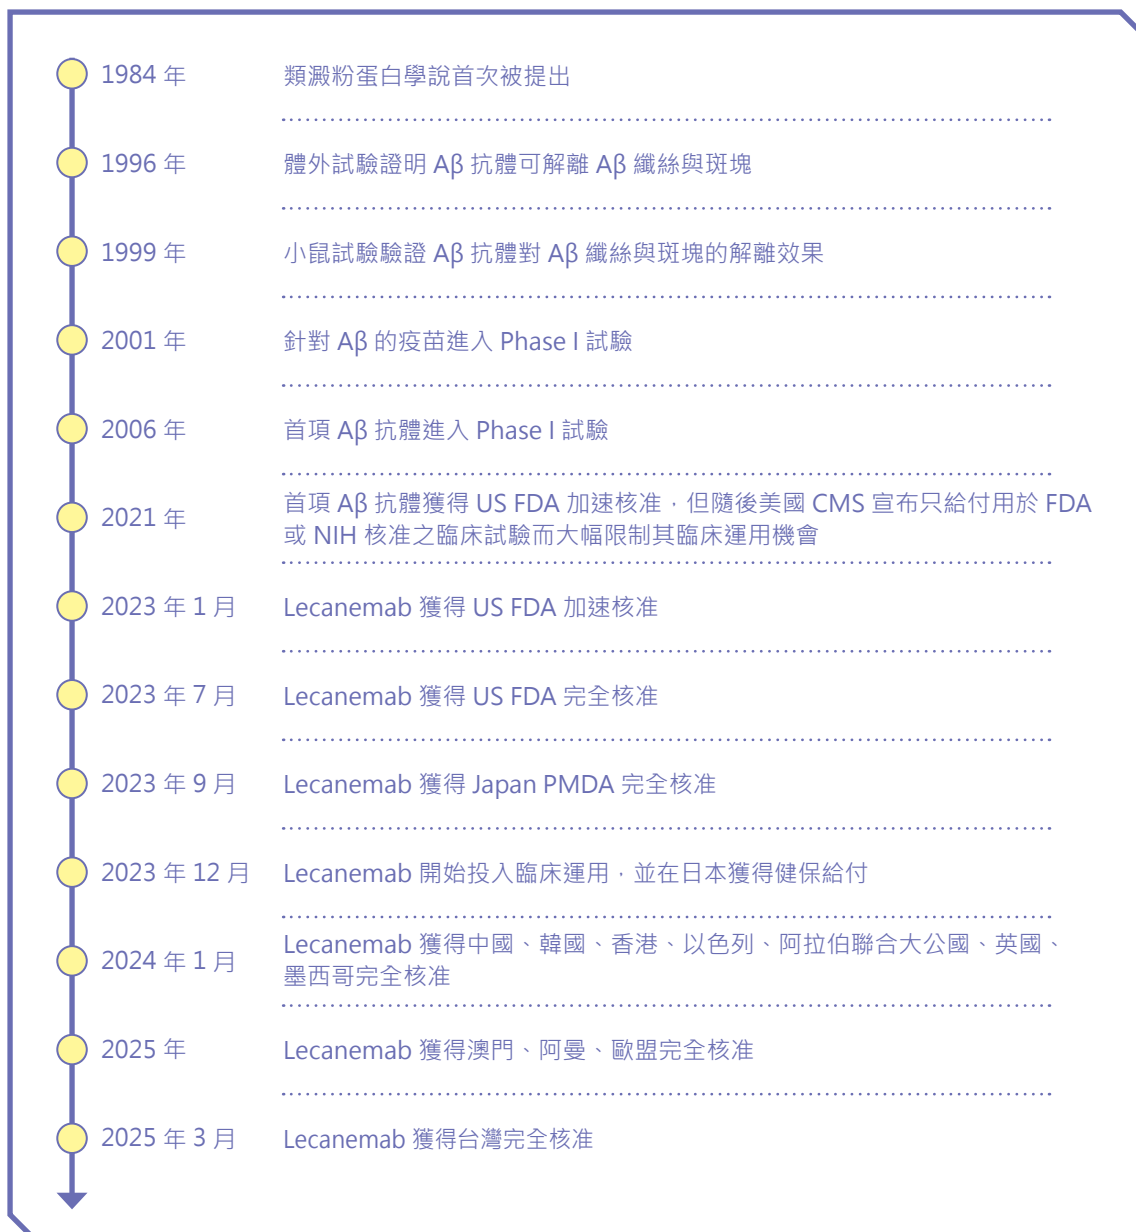 1984 年 類澱粉蛋白學說首次被提出
1996 年 體外試驗證明 Aβ 抗體可解離 Aβ 纖絲與斑塊
1999 年 小鼠試驗驗證 Aβ 抗體對 Aβ 纖絲與斑塊的解離效果
2001 年 針對 Aβ 的疫苗進入 Phase I 試驗
2006 年 首項 Aβ 抗體進入 Phase I 試驗
2021 年 首項 Aβ 抗體獲得 US FDA 加速核准，但隨後美國 CMS 宣布只給付用於 FDA
或 NIH 核准之臨床試驗而大幅限制其臨床運用機會
2023 年 1 月 Lecanemab 獲得 US FDA 加速核准
2023 年 7 月 Lecanemab 獲得 US FDA 完全核准
2023 年 9 月 Lecanemab 獲得 Japan PMDA 完全核准
2023 年 12 月 Lecanemab 開始投入臨床運用，並在日本獲得健保給付
2024 年 1 月 Lecanemab 獲得中國、韓國、香港、以色列、阿拉伯聯合大公國、英國、
墨西哥完全核准
2025 年 Lecanemab 獲得澳門、阿曼、歐盟完全核准
2025 年 3 月 Lecanemab 獲得台灣完全核准